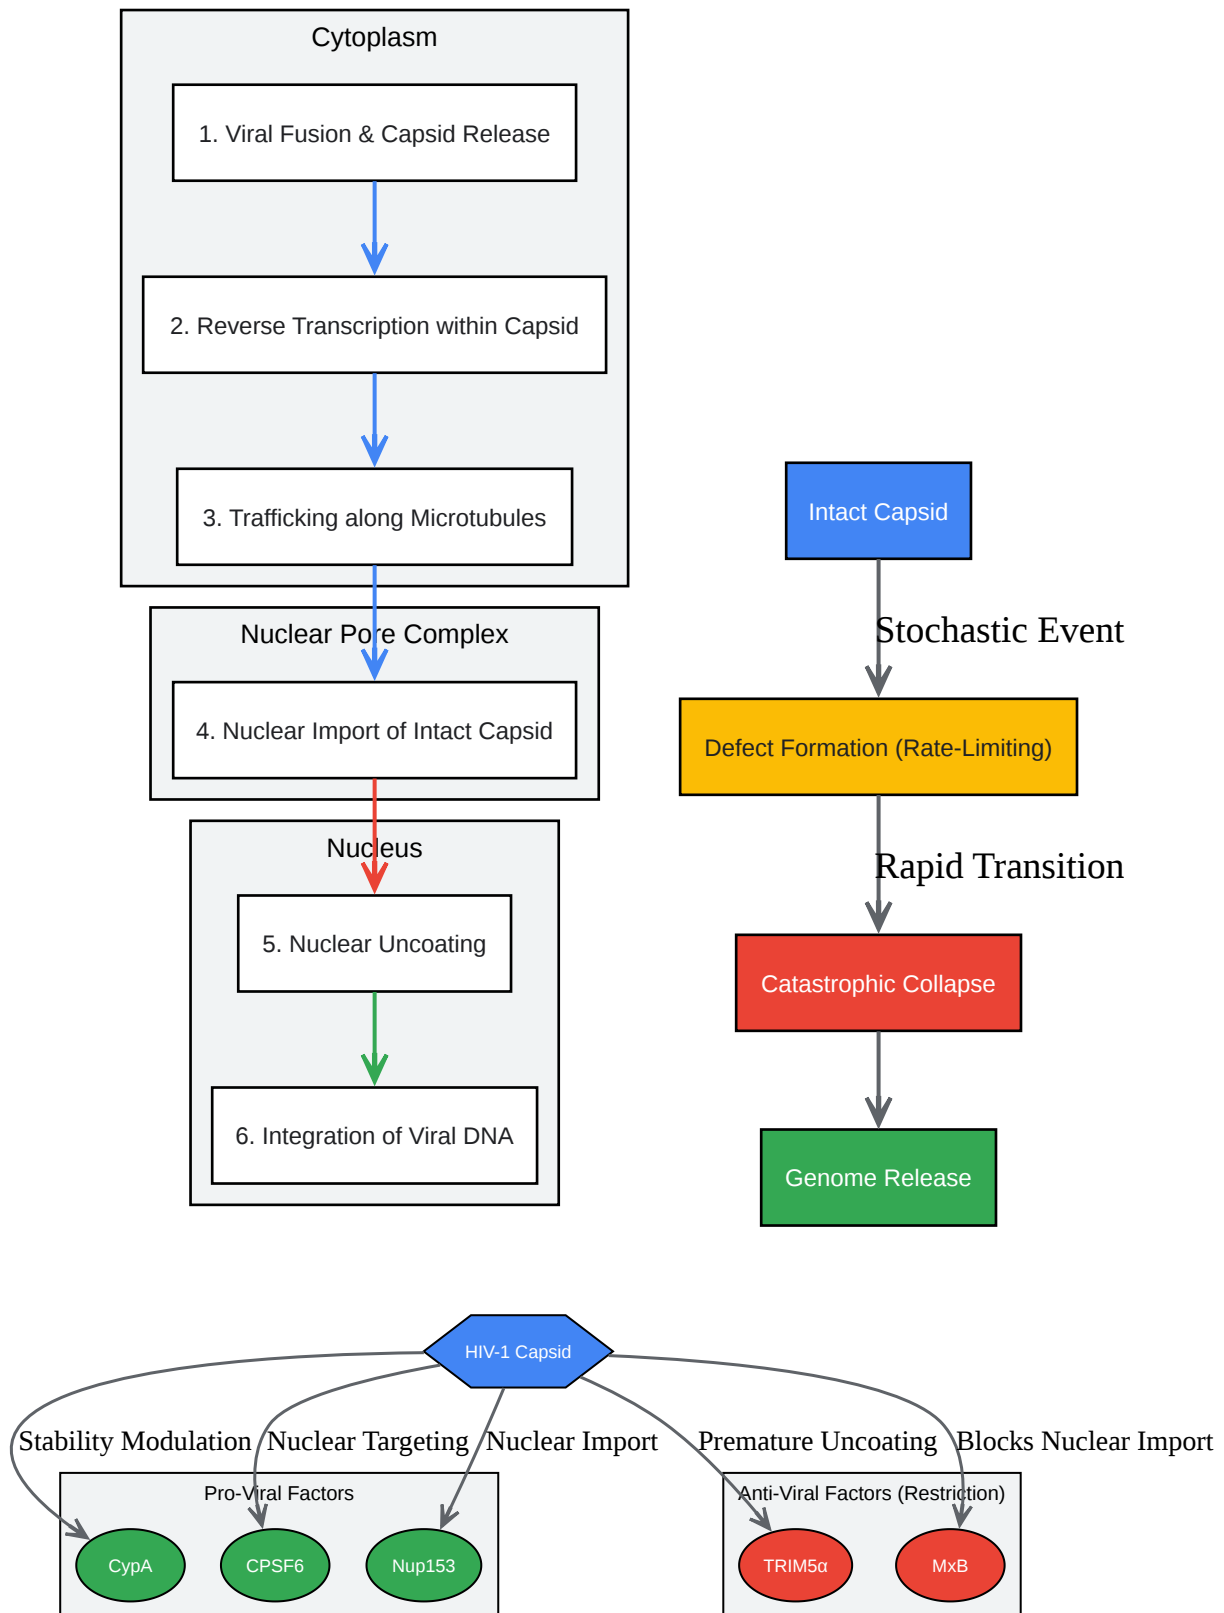 Cytoplasm
1. Viral Fusion & Capsid Release
2. Reverse Transcription within Capsid
3. Trafficking along Microtubules
Nuclear Pore Complex
4. Nuclear Import of Intact Capsid
Nucleus
5. Nuclear Uncoating
6. Integration of Viral DNA
Intact Capsid
Stochastic Event
Defect Formation (Rate-Limiting)
Rapid Transition
Catastrophic Collapse
Genome Release
HIV-1 Capsid
Stability Modulation
Nuclear Targeting
Nuclear Import
Premature Uncoating
Blocks Nuclear Import
Pro-Viral Factors
CypA
CPSF6
Nup153
Anti-Viral Factors (Restriction)
TRIM5α
MxB